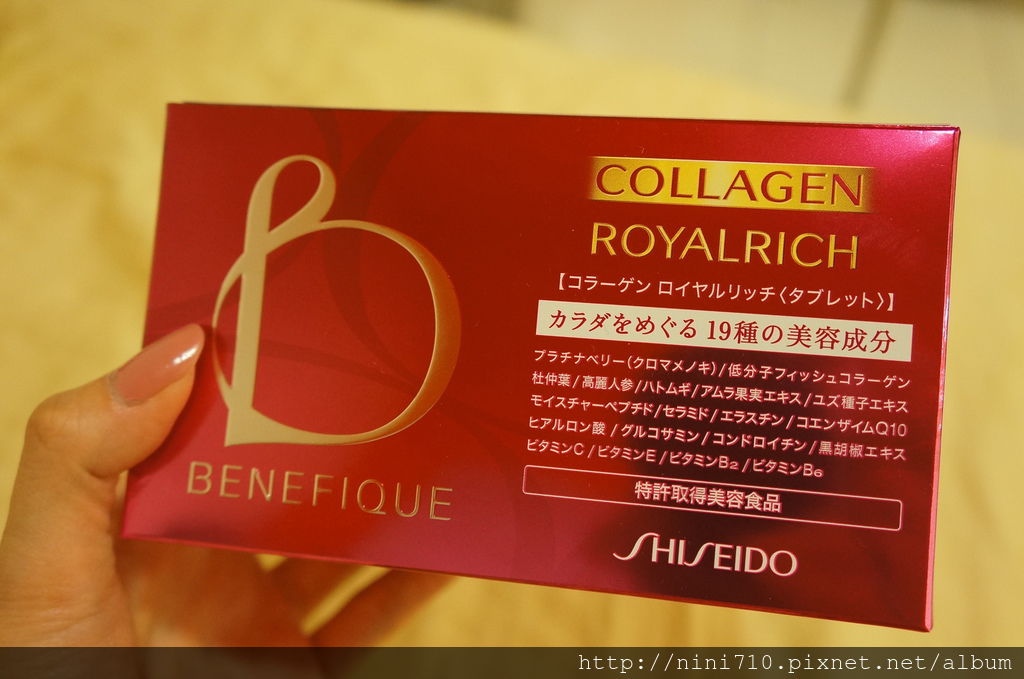 B
BENEFIQUE
COLLAGEN
ROYALRICH
【コラーゲン ロイヤルリッチ〈タブレット〉】
カラダをめぐる 19種の美容成分
プラチナベリー(クロマメノキ)/低分子フィッシュコラーゲン
杜仲葉/高麗人参/ハトムギ/アムラ果実エキス/ユズ種子エキス
モイスチャーペプチド/セラミド/エラスチン/コエンザイムQ10
ヒアルロン酸/グルコサミン/コンドロイチン/黒胡椒エキス
ビタミンC/ビタミンE/ビタミンB₂/ビタミンB₆
特許取得美容食品
SHISEIDO
http://nini710.pixnet.net/album